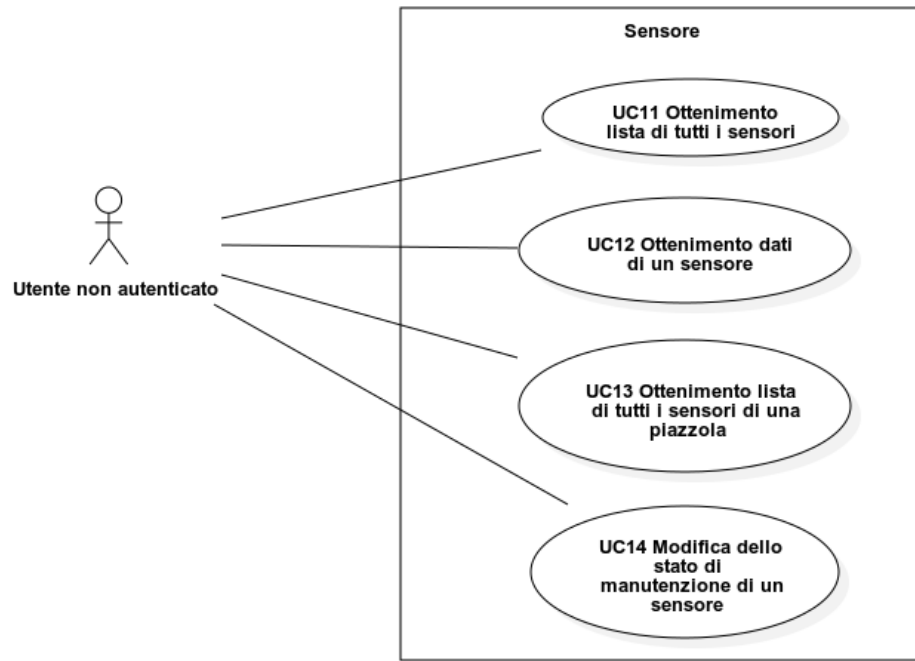 Sensore
UC11 Ottenimento
lista di tutti i sensori
UC12 Ottenimento dati
di un sensore
Utente non autenticato
UC13 Ottenimento lista
di tutti i sensori di una
piazzola
UC14 Modifica dello
stato di
manutenzione di un
sensore